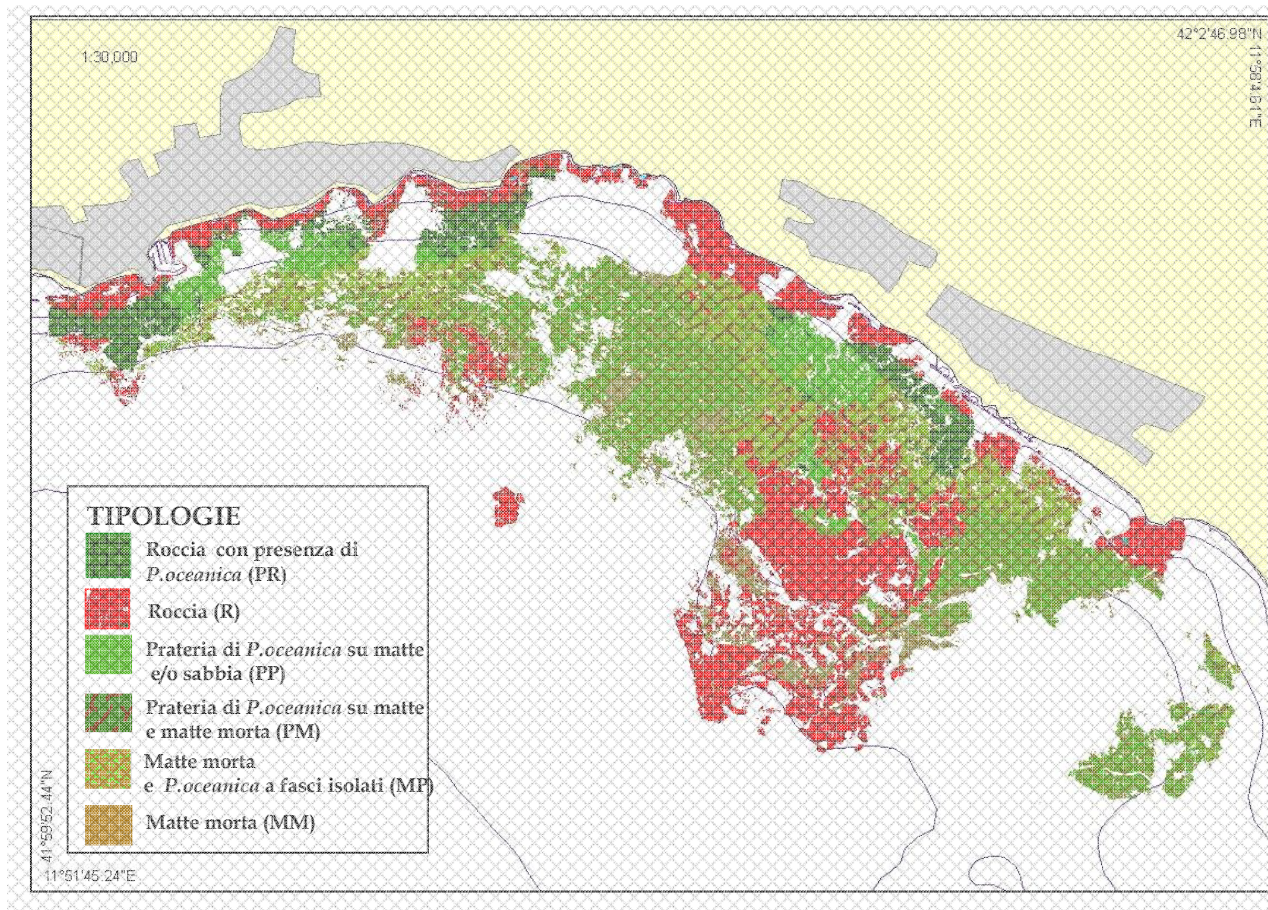 1:30,000
42°2'46.98"N
11°58'4.61"E
TIPOLOGIE
Roccia con presenza di
P.oceanica (PR)
Roccia (R)
Prateria di P.oceanica su matte
e/o sabbia (PP)
Prateria di P.oceanica su matte
e matte morta (PM)
Matte morta
e P.oceanica a fasci isolati (MP)
Matte morta (MM)
41°59'52.44"N
11°51'45.24"E